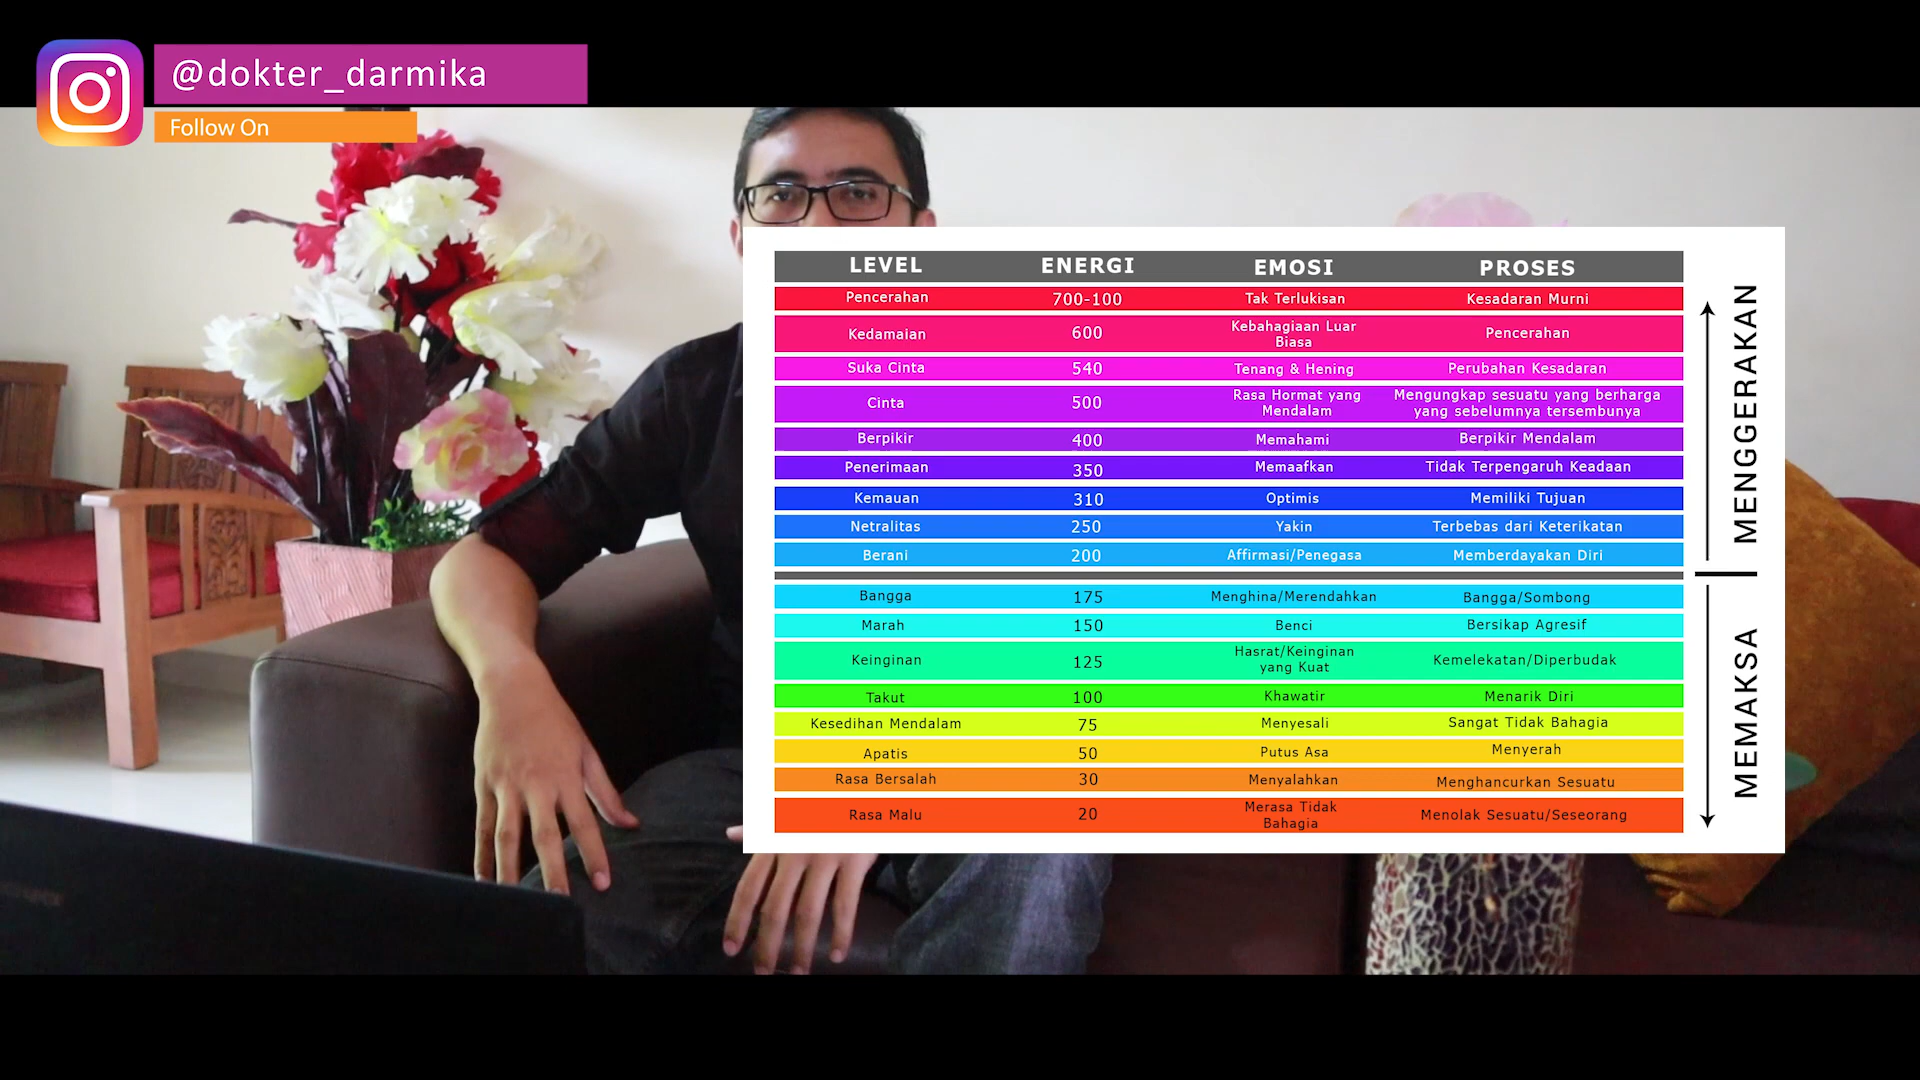 @dokter_darmika
Follow On
LEVEL ENERGI EMOSI PROSES
Pencerahan 700-100 Tak Terlukisan Kesadaran Murni
Kedamaian 600 Kebahagiaan Luar Biasa Pencerahan
Suka Cinta 540 Tenang & Hening Perubahan Kesadaran
Cinta 500 Rasa Hormat yang Mendalam Mengungkap sesuatu yang berharga yang sebelumnya tersembunya
Berpikir 400 Memahami Berpikir Mendalam
Penerimaan 350 Memaafkan Tidak Terpengaruh Keadaan
Kemauan 310 Optimis Memiliki Tujuan
Netralitas 250 Yakin Terbebas dari Keterikatan
Berani 200 Affirmasi/Penegasa Memberdayakan Diri
Bangga 175 Menghina/Merendahkan Bangga/Sombong
Marah 150 Benci Bersikap Agresif
Keinginan 125 Hasrat/Keinginan yang Kuat Kemelekatan/Diperbudak
Takut 100 Khawatir Menarik Diri
Kesedihan Mendalam 75 Menyesali Sangat Tidak Bahagia
Apatis 50 Putus Asa Menyerah
Rasa Bersalah 30 Menyalahkan Menghancurkan Sesuatu
Rasa Malu 20 Merasa Tidak Bahagia Menolak Sesuatu/Seseorang
MENGGERAKAN
MEMAKSA